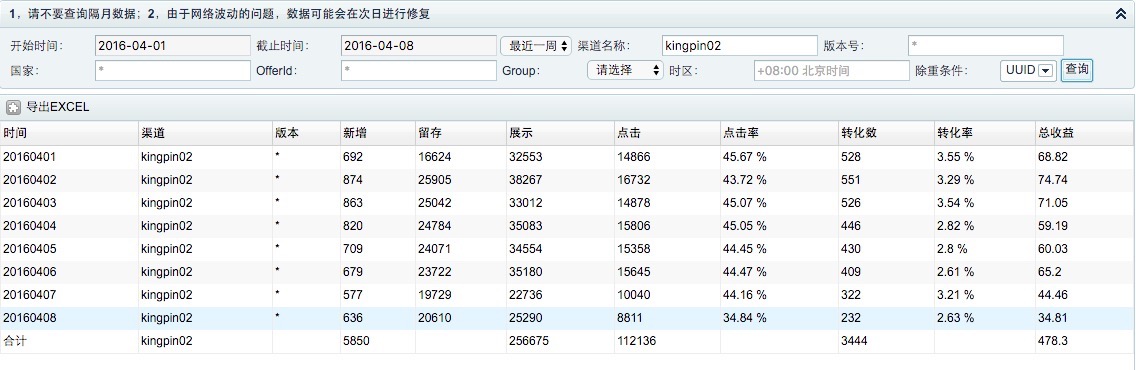 1，请不要查询隔月数据；2，由于网络波动的问题，数据可能会在次日进行修复
开始时间： 2016-04-01 截止时间： 2016-04-08 最近一周 渠道名称： kingpin02 版本号： *
国家： * OfferId： * Group： 请选择 时区： +08:00 北京时间 除重条件： UUID 查询
导出EXCEL
时间 渠道 版本 新增 留存 展示 点击 点击率 转化数 转化率 总收益
20160401 kingpin02 * 692 16624 32553 14866 45.67 % 528 3.55 % 68.82
20160402 kingpin02 * 874 25905 38267 16732 43.72 % 551 3.29 % 74.74
20160403 kingpin02 * 863 25042 33012 14878 45.07 % 526 3.54 % 71.05
20160404 kingpin02 * 820 24784 35083 15806 45.05 % 446 2.82 % 59.19
20160405 kingpin02 * 709 24071 34554 15358 44.45 % 430 2.8 % 60.03
20160406 kingpin02 * 679 23722 35180 15645 44.47 % 409 2.61 % 65.2
20160407 kingpin02 * 577 19729 22736 10040 44.16 % 322 3.21 % 44.46
20160408 kingpin02 * 636 20610 25290 8811 34.84 % 232 2.63 % 34.81
合计 kingpin02 5850 256675 112136 3444 478.3